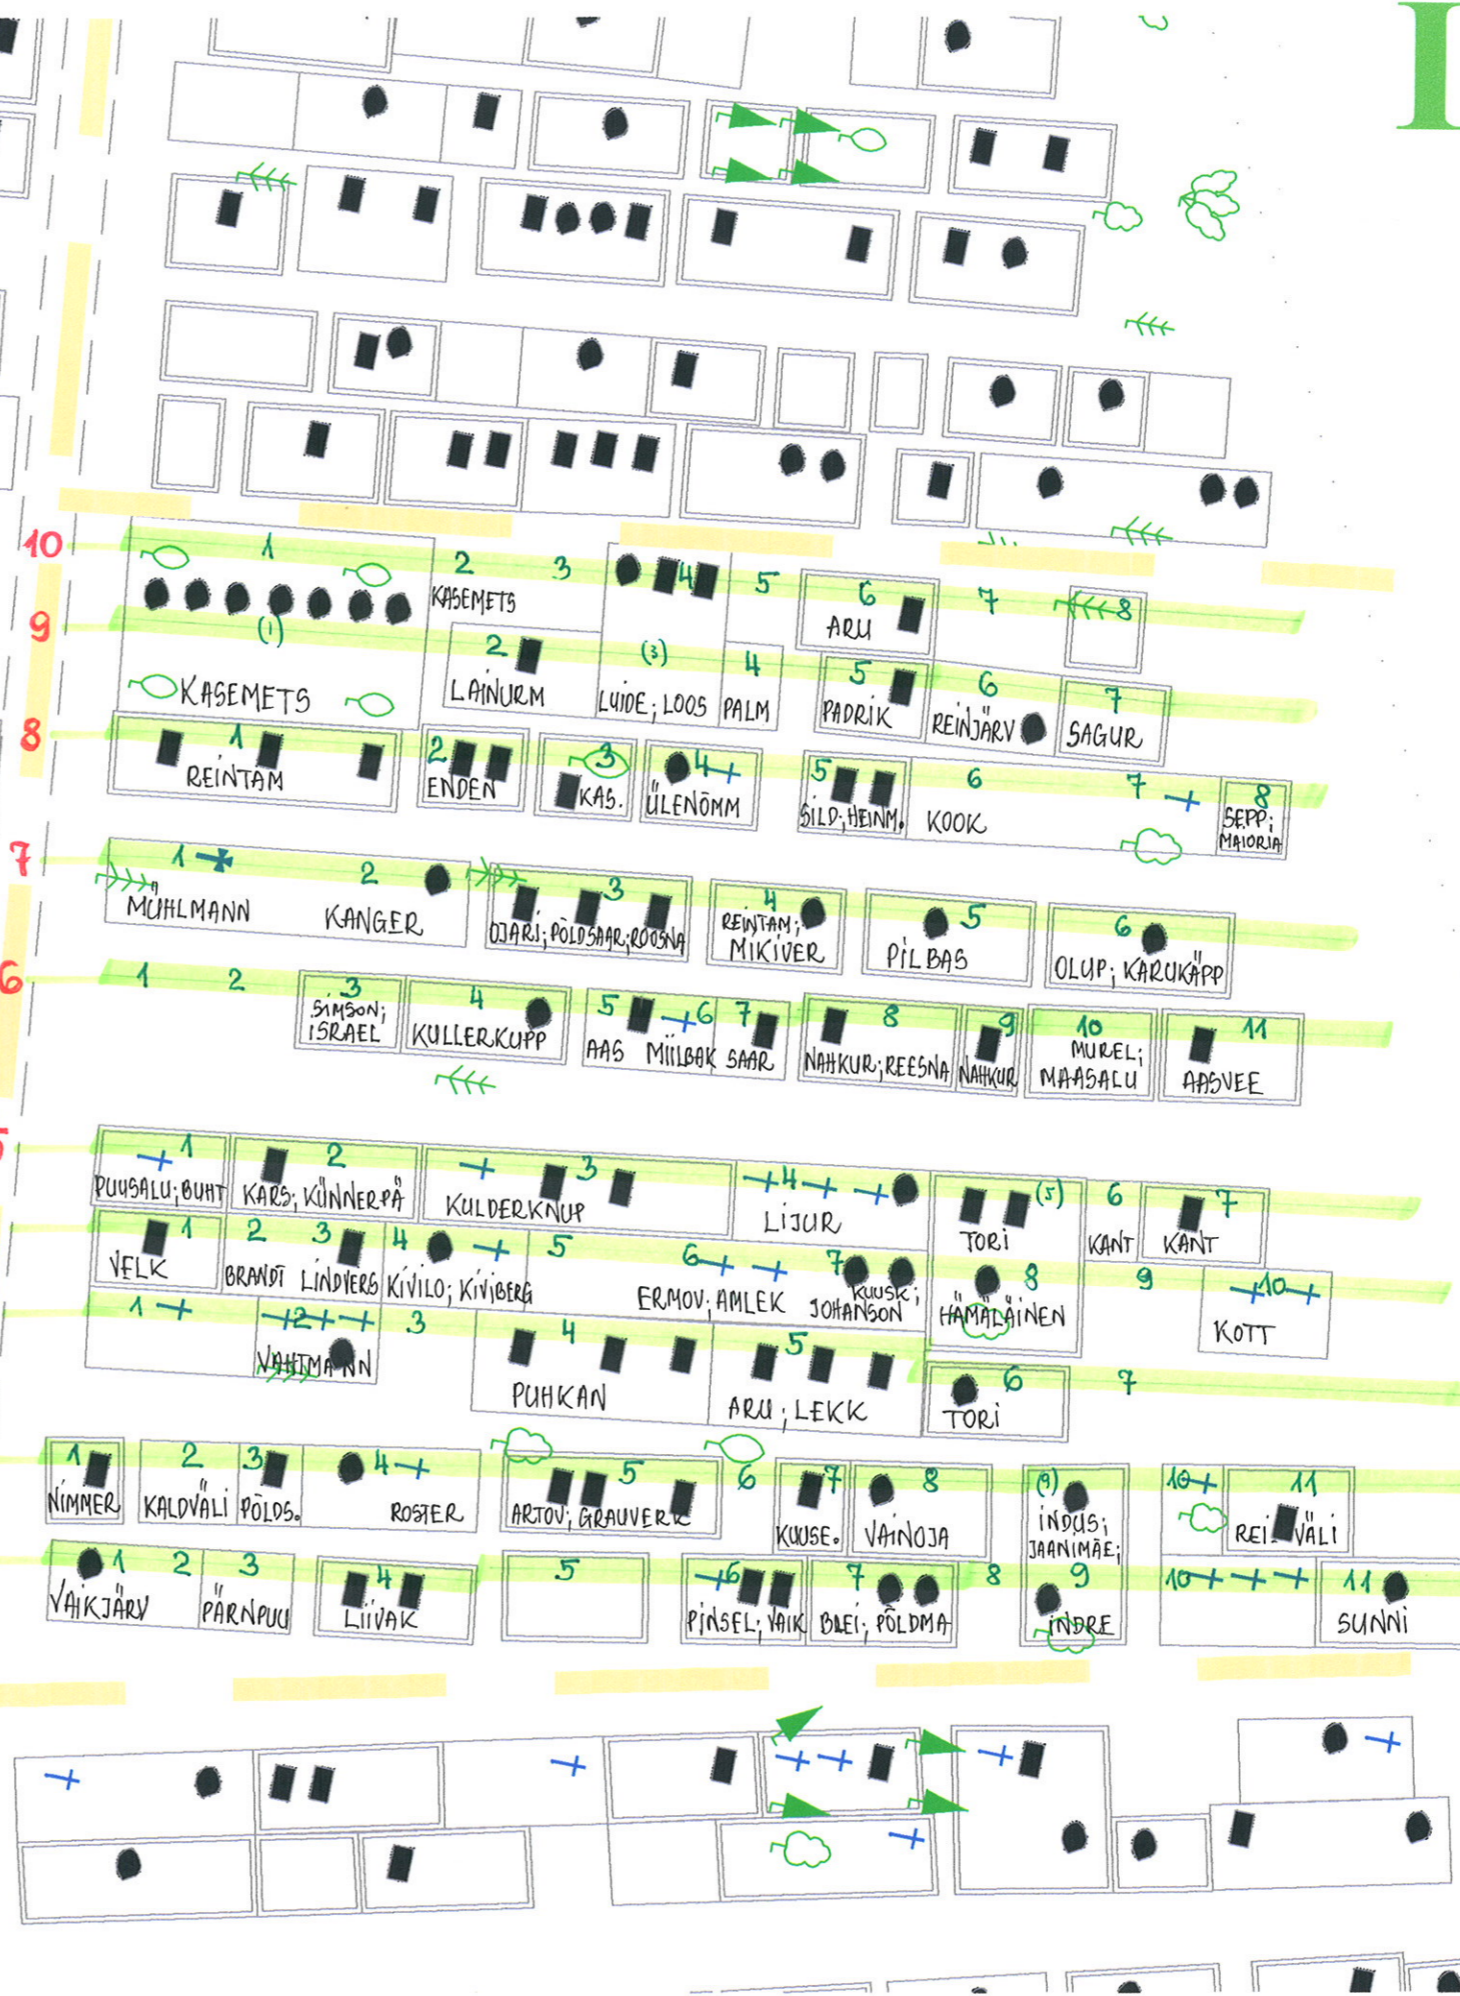 I
10 1 2 3 4 5 6 7 8
KASEMETS
ARU
9 (1) 2 (3) 4 5 6 7
KASEMETS LAINURM LUIDE; LOOS PALM PADRIK REINJÄRV SAGUR
8 1 2 3 4 5 6 7 8
REINTAM ENDEN KAS. ÜLENÕMM SILD; HEINM. KOOK SEPP;
MAIORIA
7 1 2 3 4 5 6
MÜHLMANN KANGER OJARI; PÕLDSAAR; ROOSNA REINTAM;
MIKIVER PILBAS OLUP; KARUKÄPP
6 1 2 3 4 5 6 7 8 9 10 11
SIMSON;
ISRAEL KULLERKUPP AAS MIILBAK SAAR NAHKUR; REESNA NAHKUR MUREL;
MAASALU AASVEE
5 1 2 3 4 (5) 6 7
PUUSALU; BUHT KARS; KÜNNERPÄ KULDERKNUP LIJUR TORI KANT KANT
1 2 3 4 5 6 7 8 9 10
VELK BRANDT LINDVERS KIVILO; KIVIBERG ERMOV; AMLEK KUUSK;
JOHANSON HÄMÄLÄINEN KOTT
1 2 3 4 5 6 7
VAHTMANN PUHKAN ARU; LEKK TORI
1 2 3 4 5 6 7 8 (9) 10 11
NIMMER KALDVÄLI PÕLDS. ROSTER ARTOV; GRAUVERK KUUSE. VAINOJA INDUS;
JAANIMÄE; REI VÄLI
1 2 3 4 5 6 7 8 9 10 11
VAIKJÄRV PÄRNPUU LIIVAK PINSEL; VAIK BLEI; PÕLDMA INDRE SUNNI